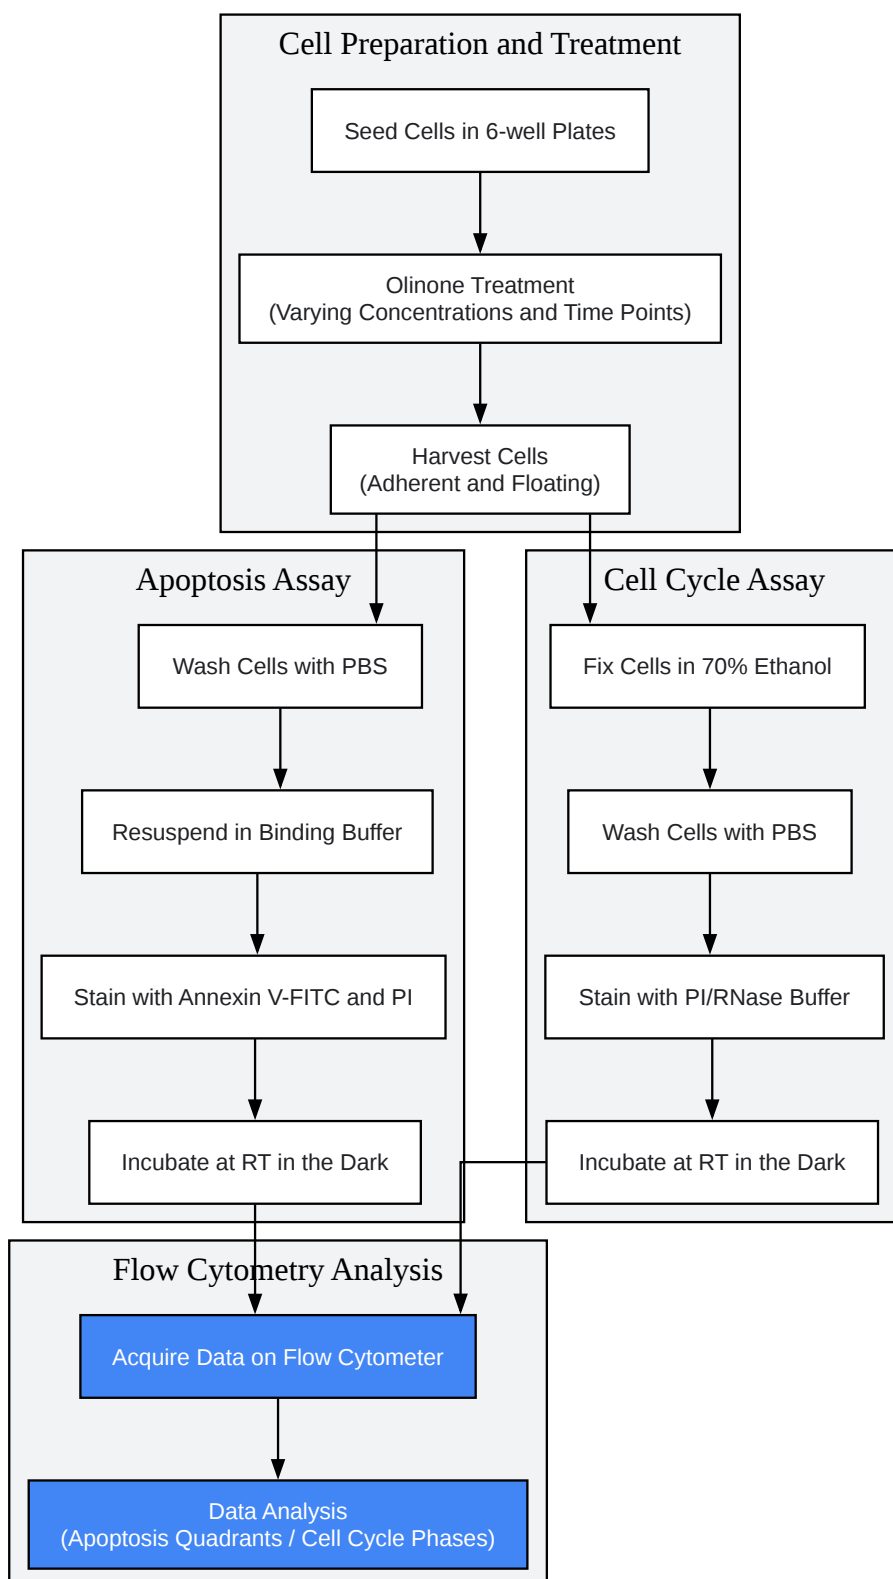 Cell Preparation and Treatment
Seed Cells in 6-well Plates
Olinone Treatment
(Varying Concentrations and Time Points)
Harvest Cells
(Adherent and Floating)
Apoptosis Assay
Wash Cells with PBS
Resuspend in Binding Buffer
Stain with Annexin V-FITC and PI
Incubate at RT in the Dark
Cell Cycle Assay
Fix Cells in 70% Ethanol
Wash Cells with PBS
Stain with PI/RNase Buffer
Incubate at RT in the Dark
Flow Cytometry Analysis
Acquire Data on Flow Cytometer
Data Analysis
(Apoptosis Quadrants / Cell Cycle Phases)